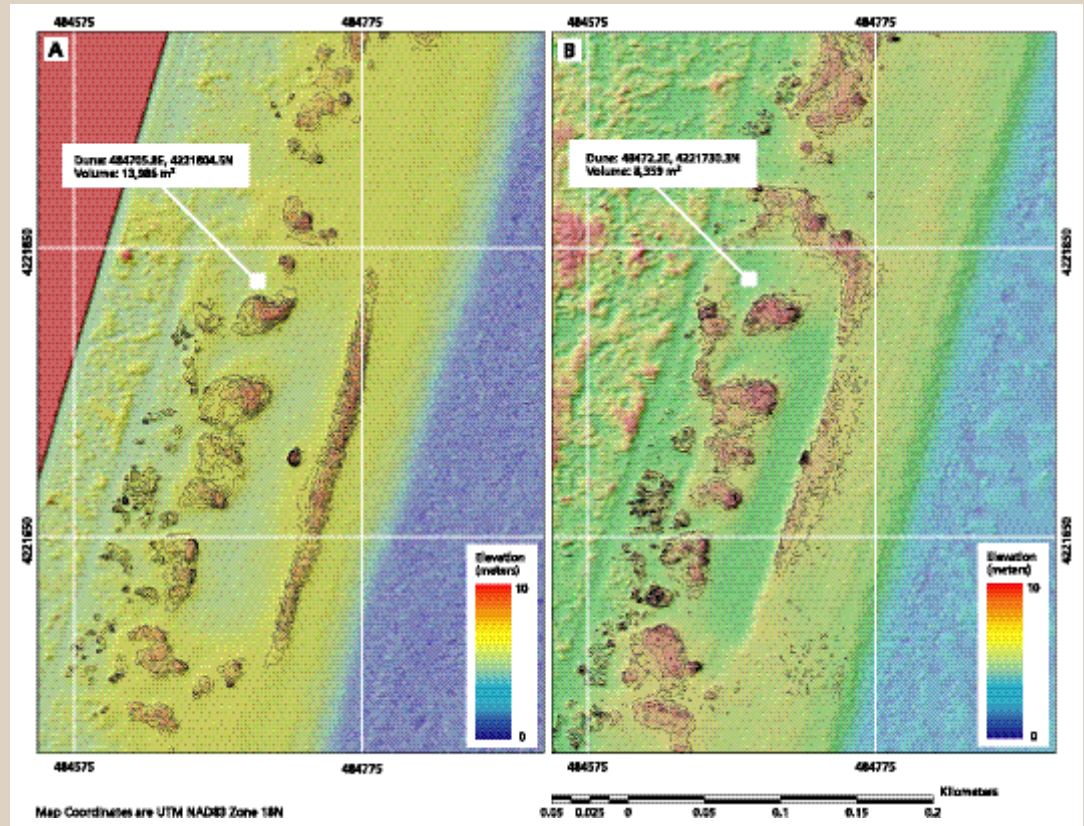 484575
484775
484575
484775
A
B
Dune: 484705.8E, 4221804.5N
Volume: 13,986 m³
Dune: 48472.2E, 4221730.3N
Volume: 8,359 m³
4221850
4221850
4221650
4221650
Elevation
(meters)
10
0
Elevation
(meters)
10
0
484575
484775
484575
484775
Map Coordinates are UTM NAD83 Zone 18N
Kilometers
0.05 0.025 0 0.05 0.1 0.15 0.2